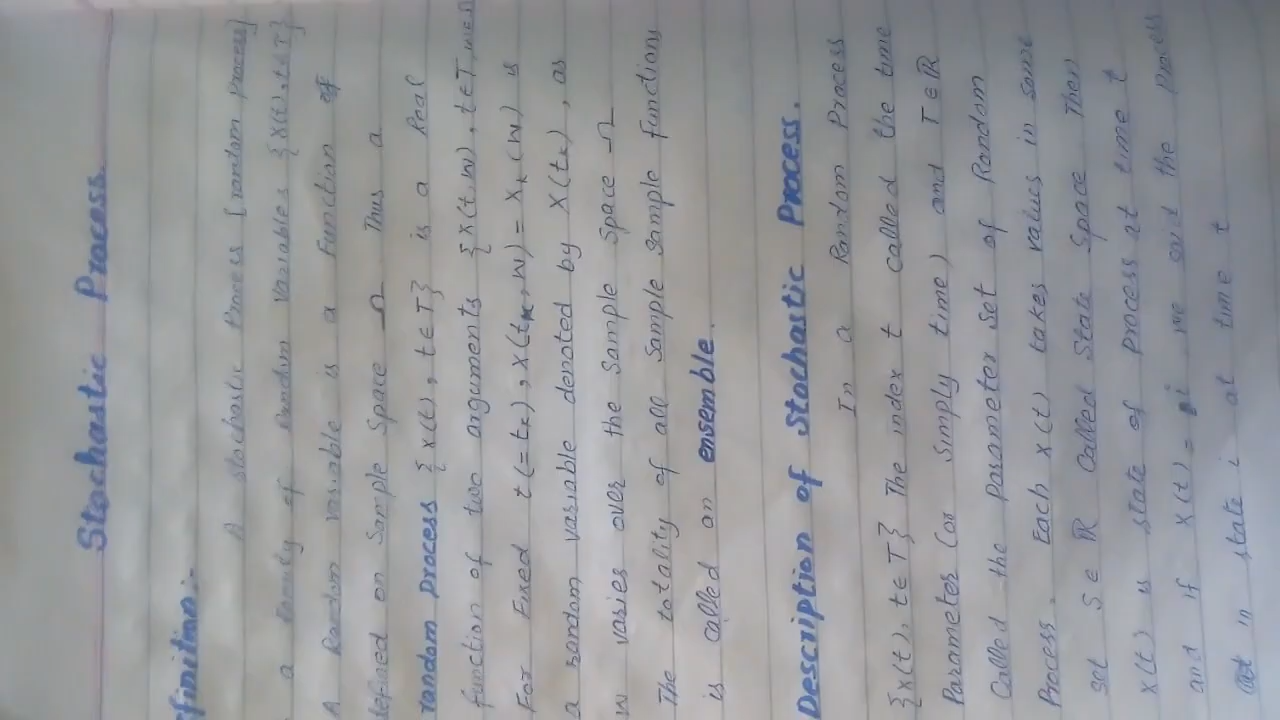 Stochastic Process.
finition:-
A stochastic Process [random process]
a family of Random variables {X(t), t∈T}
A Random variable is a Function of
defined on Sample Space Ω Thus a
random process {X(t), t∈T} is a Real
function of two arguments {X(t,w), t∈T, w∈Ω
For Fixed t(=tₖ), X(tₖ,w) = Xₖ(w) is
a random variable denoted by X(tₖ), as
w varies over the sample space Ω
The totality of all sample sample functions
is called an ensemble.
Description of Stochastic Process.
In a Random Process
{X(t), t∈T} The index t called the time
Parameter (or Simply time) and T∈ℝ
Called the parameter set of Random
Process. Each X(t) takes values in some
set S∈ℝ Called State Space Then
X(t) is state of process at time t
and if X(t) = i we said the process
in state i at time t